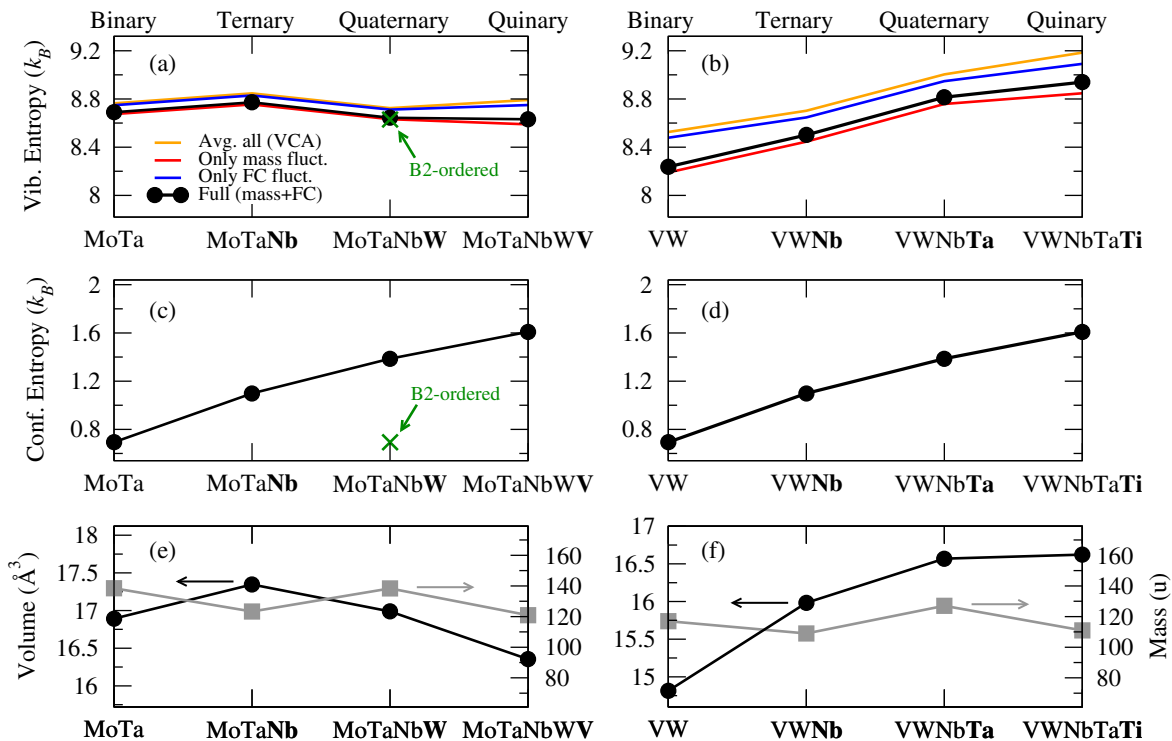 Binary Ternary Quaternary Quinary Binary Ternary Quaternary Quinary
Vib. Entropy (k_B)
9.2
8.8
8.4
8
(a)
Avg. all (VCA)
Only mass fluct.
Only FC fluct.
Full (mass+FC)
B2-ordered
MoTa MoTaNb MoTaNbW MoTaNbWV
9.2
8.8
8.4
8
(b)
VW VWNb VWNbTa VWNbTaTi
Conf. Entropy (k_B)
2
1.6
1.2
0.8
(c)
B2-ordered
MoTa MoTaNb MoTaNbW MoTaNbWV
2
1.6
1.2
0.8
(d)
VW VWNb VWNbTa VWNbTaTi
Volume (Å³)
18
17.5
17
16.5
16
(e)
160
140
120
100
80
MoTa MoTaNb MoTaNbW MoTaNbWV
17
16.5
16
15.5
15
(f)
160
140
120
100
80
Mass (u)
VW VWNb VWNbTa VWNbTaTi